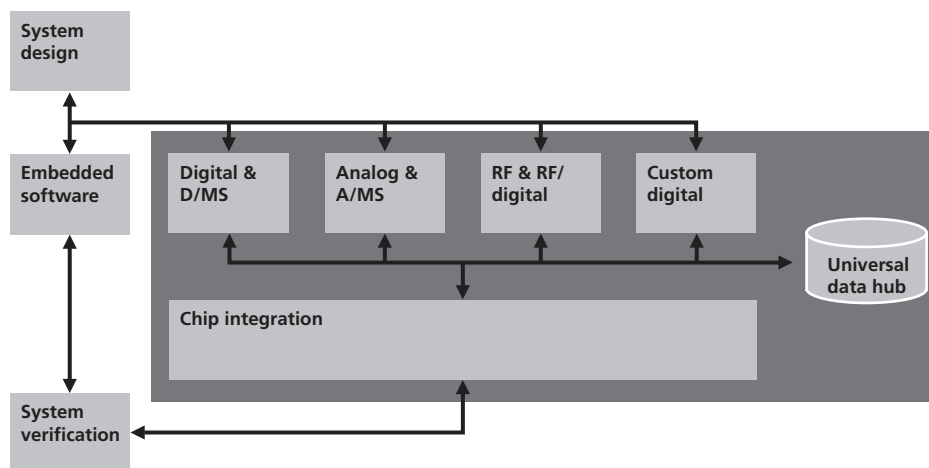 System
design
Embedded
software
Digital &
D/MS
Analog &
A/MS
RF & RF/
digital
Custom
digital
Universal
data hub
Chip integration
System
verification